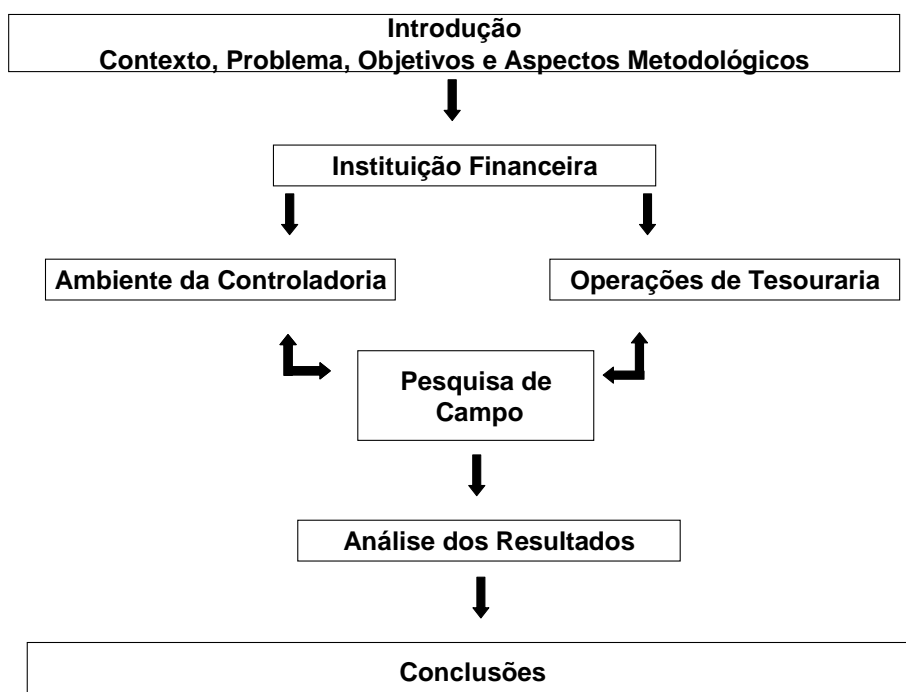 Introdução
Contexto, Problema, Objetivos e Aspectos Metodológicos
Instituição Financeira
Ambiente da Controladoria
Operações de Tesouraria
Pesquisa de
Campo
Análise dos Resultados
Conclusões